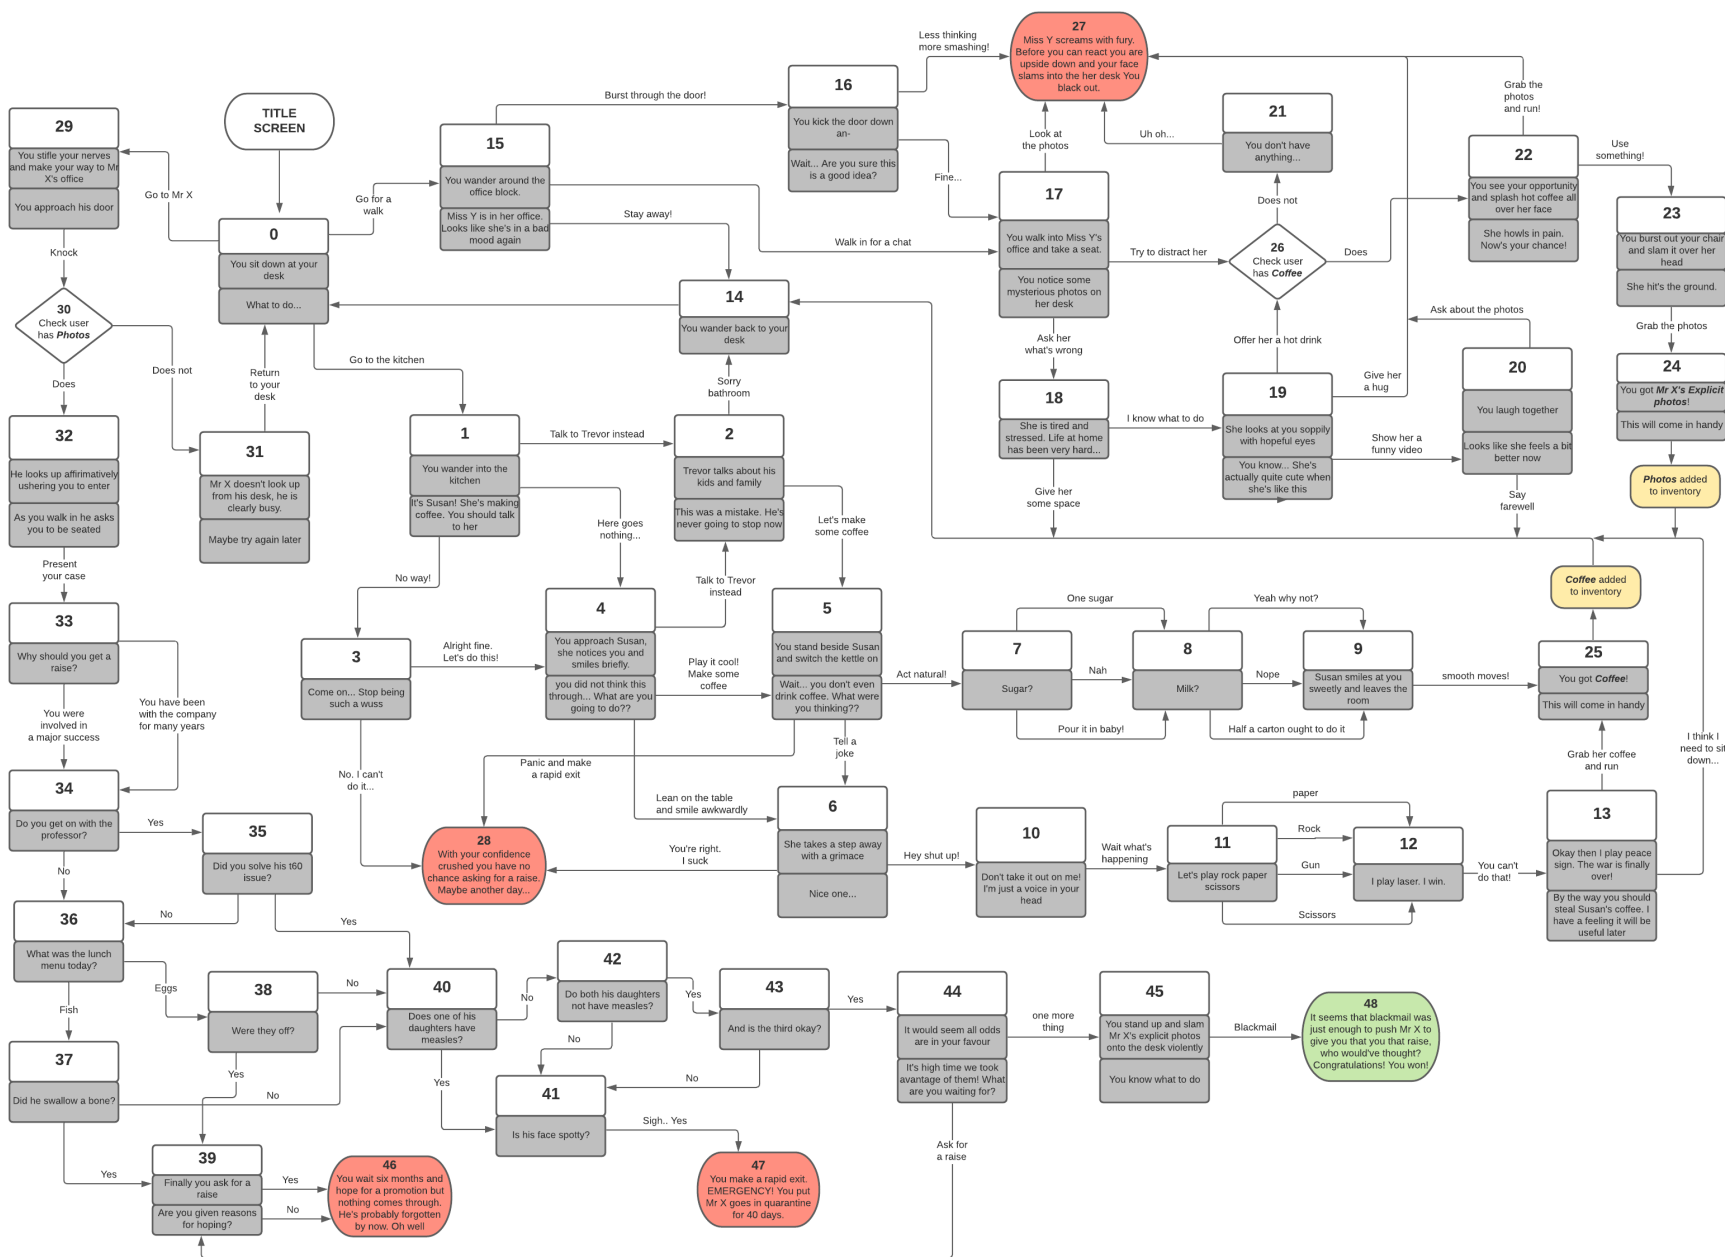 TITLE
SCREEN
0
You sit down at your
desk
What to do...
Go to Mr X
Go for a
walk
Go to the kitchen
29
You stifle your nerves
and make your way to Mr
X's office
You approach his door
Knock
30
Check user
has Photos
Does
Does not
31
Mr X doesn't look up
from his desk, he is
clearly busy.
Maybe try again later
Return
to your
desk
32
He looks up affirimatively
ushering you to enter
As you walk in he asks
you to be seated
Present
your case
33
Why should you get a
raise?
You were
involved in
a major success
You have been
with the company
for many years
34
Do you get on with the
professor?
Yes
No
35
Did you solve his t60
issue?
No
Yes
36
What was the lunch
menu today?
Eggs
Fish
37
Did he swallow a bone?
No
Yes
38
Were they off?
No
Yes
39
Finally you ask for a
raise
Are you given reasons
for hoping?
Yes
No
46
You wait six months and
hope for a promotion but
nothing comes through.
He's probably forgotten
by now. Oh well
40
Does one of his
daughters have
measles?
No
Yes
41
Is his face spotty?
Sigh.. Yes
47
You make a rapid exit.
EMERGENCY! You put
Mr X goes in quarantine
for 40 days.
42
Do both his daughters
not have measles?
Yes
No
43
And is the third okay?
Yes
No
44
It would seem all odds
are in your favour
It's high time we took
avantage of them! What
are you waiting for?
one more
thing
Ask for
a raise
45
You stand up and slam
Mr X's explicit photos
onto the desk violently
You know what to do
Blackmail
48
It seems that blackmail was
just enough to push Mr X to
give you that you that raise,
who would've thought?
Congratulations! You won!
15
You wander around the
office block.
Miss Y is in her office.
Looks like she's in a bad
mood again
Burst through the door!
Walk in for a chat
Stay away!
14
You wander back to your
desk
16
You kick the door down
an-
Wait... Are you sure this
is a good idea?
Less thinking
more smashing!
Fine...
27
Miss Y screams with fury.
Before you can react you are
upside down and your face
slams into the her desk You
black out.
17
You walk into Miss Y's
office and take a seat.
You notice some
mysterious photos on
her desk
Look at
the photos
Try to distract her
Ask her
what's wrong
18
She is tired and
stressed. Life at home
has been very hard...
I know what to do
Give her
some space
19
She looks at you soppily
with hopeful eyes
You know... She's
actually quite cute when
she's like this
Offer her a hot drink
Give her
a hug
Show her a
funny video
20
You laugh together
Looks like she feels a bit
better now
Ask about the photos
Say
farewell
26
Check user
has Coffee
Does not
Does
21
You don't have
anything...
Uh oh...
22
You see your opportunity
and splash hot coffee all
over her face
She howls in pain.
Now's your chance!
Grab the
photos
and run!
Use
something!
23
You burst out your chair
and slam it over her
head
She hit's the ground.
Grab the photos
24
You got Mr X's Explicit
photos!
This will come in handy
Photos added
to inventory
1
You wander into the
kitchen
It's Susan! She's making
coffee. You should talk
to her
Talk to Trevor instead
Here goes
nothing...
No way!
2
Trevor talks about his
kids and family
This was a mistake. He's
never going to stop now
Sorry
bathroom
Let's make
some coffee
3
Come on... Stop being
such a wuss
Alright fine.
Let's do this!
No. I can't
do it...
4
You approach Susan,
she notices you and
smiles briefly.
you did not think this
through... What are you
going to do??
Talk to Trevor
instead
Play it cool!
Make some
coffee
Lean on the table
and smile awkwardly
5
You stand beside Susan
and switch the kettle on
Wait... you don't even
drink coffee. What were
you thinking??
Act natural!
Tell a
joke
Panic and make
a rapid exit
28
With your confidence
crushed you have no
chance asking for a raise.
Maybe another day...
6
She takes a step away
with a grimace
Nice one...
You're right.
I suck
Hey shut up!
7
Sugar?
One sugar
Nah
Pour it in baby!
8
Milk?
Yeah why not?
Nope
Half a carton ought to do it
9
Susan smiles at you
sweetly and leaves the
room
smooth moves!
25
You got Coffee!
This will come in handy
Coffee added
to inventory
10
Don't take it out on me!
I'm just a voice in your
head
Wait what's
happening
11
Let's play rock paper
scissors
paper
Rock
Gun
Scissors
12
I play laser. I win.
You can't
do that!
13
Okay then I play peace
sign. The war is finally
over!
By the way you should
steal Susan's coffee. I
have a feeling it will be
useful later
Grab her coffee
and run
I think I
need to sit
down...